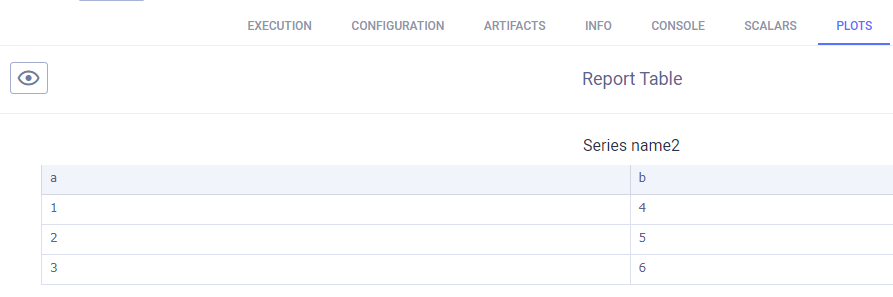 EXECUTION CONFIGURATION ARTIFACTS INFO CONSOLE SCALARS PLOTS
Report Table
Series name2
a b
1 4
2 5
3 6